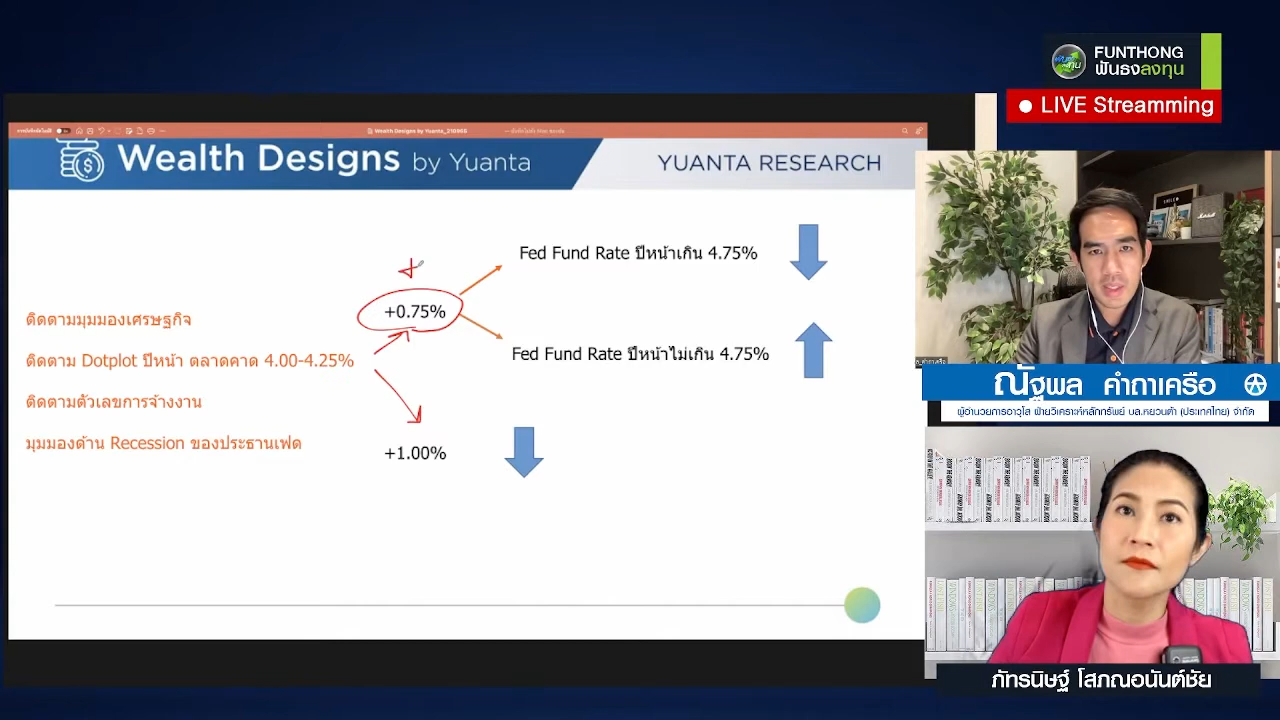 FUNTHONG
ฟันธงลงทุน
LIVE Streamming
Wealth Designs by Yuanta_210965
Wealth Designs by Yuanta
YUANTA RESEARCH
Fed Fund Rate ปีหน้าเกิน 4.75%
+0.75%
ติดตามมุมมองเศรษฐกิจ
Fed Fund Rate ปีหน้าไม่เกิน 4.75%
ติดตาม Dotplot ปีหน้า ตลาดคาด 4.00-4.25%
ติดตามตัวเลขการจ้างงาน
มุมมองด้าน Recession ของประธานเฟด
+1.00%
ณัฐพล คำถาเครือ
ผู้อำนวยการอาวุโส ฝ่ายวิเคราะห์หลักทรัพย์ บล.หยวนต้า (ประเทศไทย) จำกัด
ภัทรนิษฐ์ โสภณอนันต์ชัย